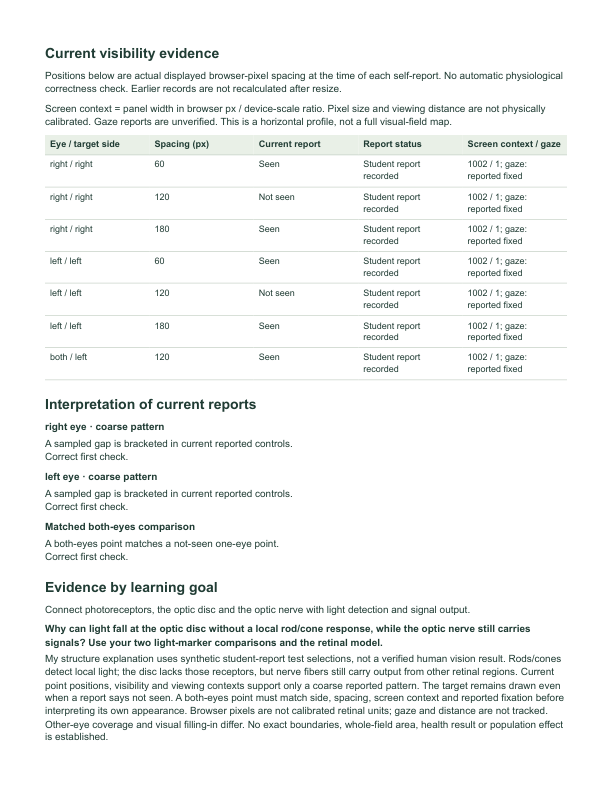 Current visibility evidence
Positions below are actual displayed browser-pixel spacing at the time of each self-report. No automatic physiological
correctness check. Earlier records are not recalculated after resize.
Screen context = panel width in browser px / device-scale ratio. Pixel size and viewing distance are not physically
calibrated. Gaze reports are unverified. This is a horizontal profile, not a full visual-field map.
Eye / target side Spacing (px) Current report Report status Screen context / gaze
right / right 60 Seen Student report recorded 1002 / 1; gaze: reported fixed
right / right 120 Not seen Student report recorded 1002 / 1; gaze: reported fixed
right / right 180 Seen Student report recorded 1002 / 1; gaze: reported fixed
left / left 60 Seen Student report recorded 1002 / 1; gaze: reported fixed
left / left 120 Not seen Student report recorded 1002 / 1; gaze: reported fixed
left / left 180 Seen Student report recorded 1002 / 1; gaze: reported fixed
both / left 120 Seen Student report recorded 1002 / 1; gaze: reported fixed
Interpretation of current reports
right eye · coarse pattern
A sampled gap is bracketed in current reported controls.
Correct first check.
left eye · coarse pattern
A sampled gap is bracketed in current reported controls.
Correct first check.
Matched both-eyes comparison
A both-eyes point matches a not-seen one-eye point.
Correct first check.
Evidence by learning goal
Connect photoreceptors, the optic disc and the optic nerve with light detection and signal output.
Why can light fall at the optic disc without a local rod/cone response, while the optic nerve still carries
signals? Use your two light-marker comparisons and the retinal model.
My structure explanation uses synthetic student-report test selections, not a verified human vision result. Rods/cones
detect local light; the disc lacks those receptors, but nerve fibers still carry output from other retinal regions. Current
point positions, visibility and viewing contexts support only a coarse reported pattern. The target remains drawn even
when a report says not seen. A both-eyes point must match side, spacing, screen context and reported fixation before
interpreting its own appearance. Browser pixels are not calibrated retinal units; gaze and distance are not tracked.
Other-eye coverage and visual filling-in differ. No exact boundaries, whole-field area, health result or population effect
is established.